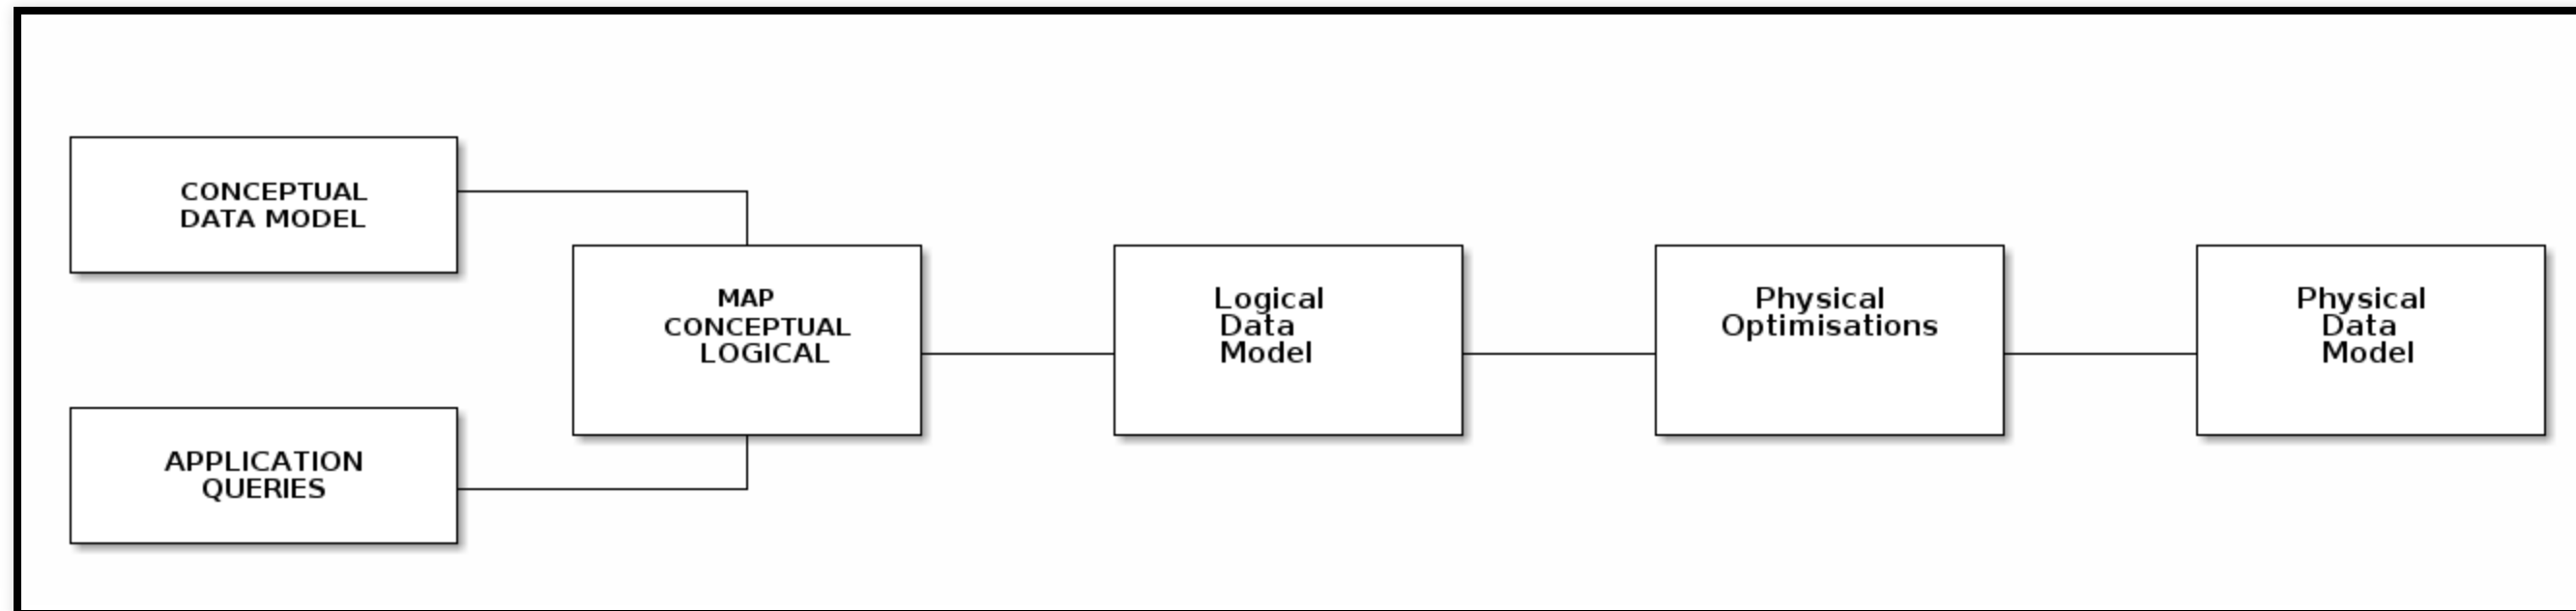 CONCEPTUAL
DATA MODEL
APPLICATION
QUERIES
MAP
CONCEPTUAL
LOGICAL
Logical
Data
Model
Physical
Optimisations
Physical
Data
Model